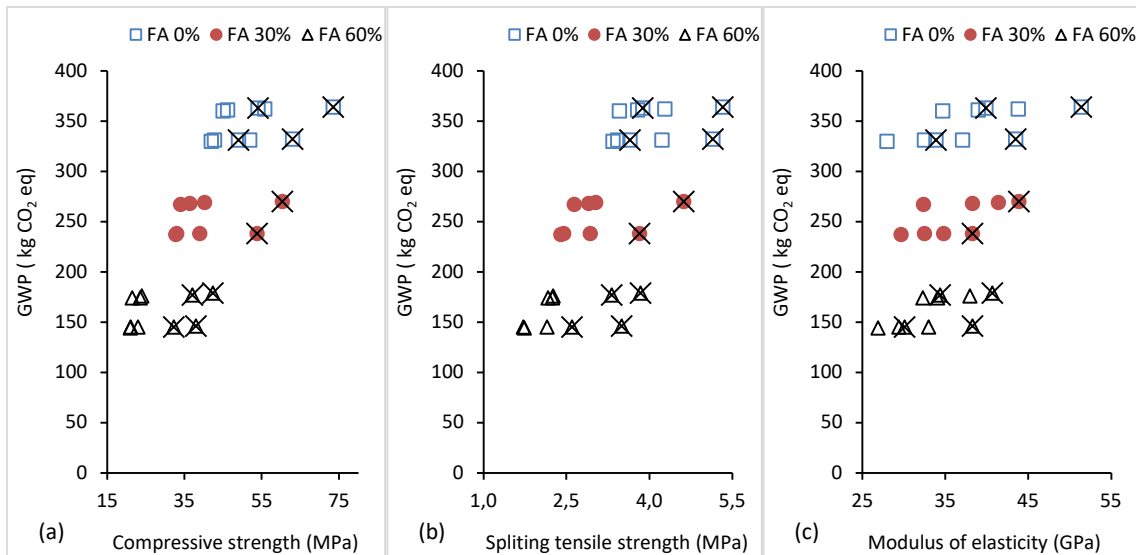 FA 0% FA 30% FA 60%
400
350
300
250
200
150
100
50
0
GWP ( kg CO₂ eq)
15 35 55 75
(a) Compressive strength (MPa)
FA 0% FA 30% FA 60%
400
350
300
250
200
150
100
50
0
GWP ( kg CO₂ eq)
1,0 2,5 4,0 5,5
(b) Spliting tensile strength (MPa)
FA 0% FA 30% FA 60%
400
350
300
250
200
150
100
50
0
GWP ( kg CO₂ eq)
25 35 45 55
(c) Modulus of elasticity (GPa)